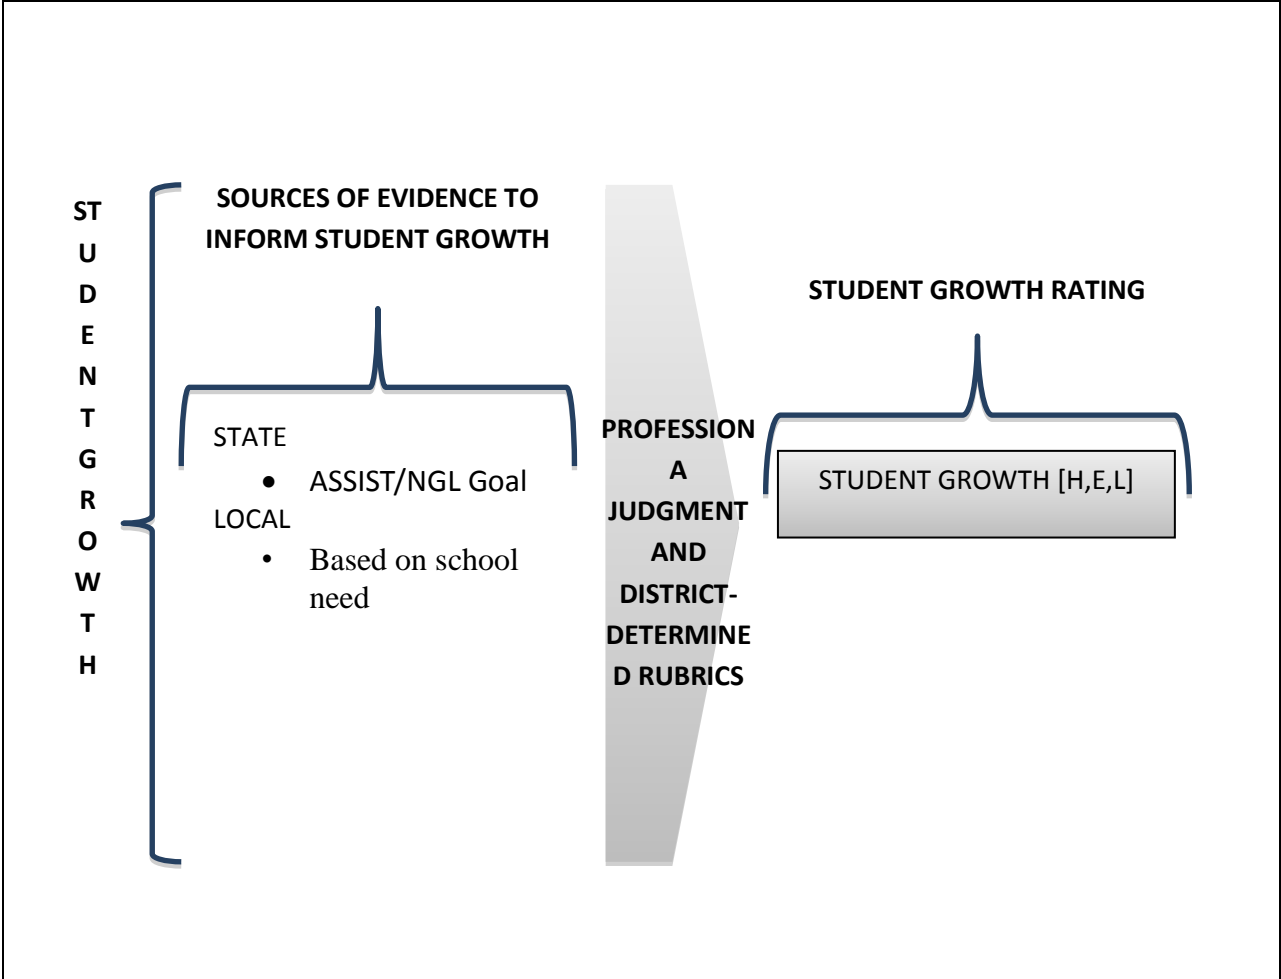 ST
U
D
E
N
T
G
R
O
W
T
H
SOURCES OF EVIDENCE TO
INFORM STUDENT GROWTH
STATE
● ASSIST/NGL Goal
LOCAL
• Based on school
need
PROFESSION
A
JUDGMENT
AND
DISTRICT-
DETERMINE
D RUBRICS
STUDENT GROWTH RATING
STUDENT GROWTH [H,E,L]